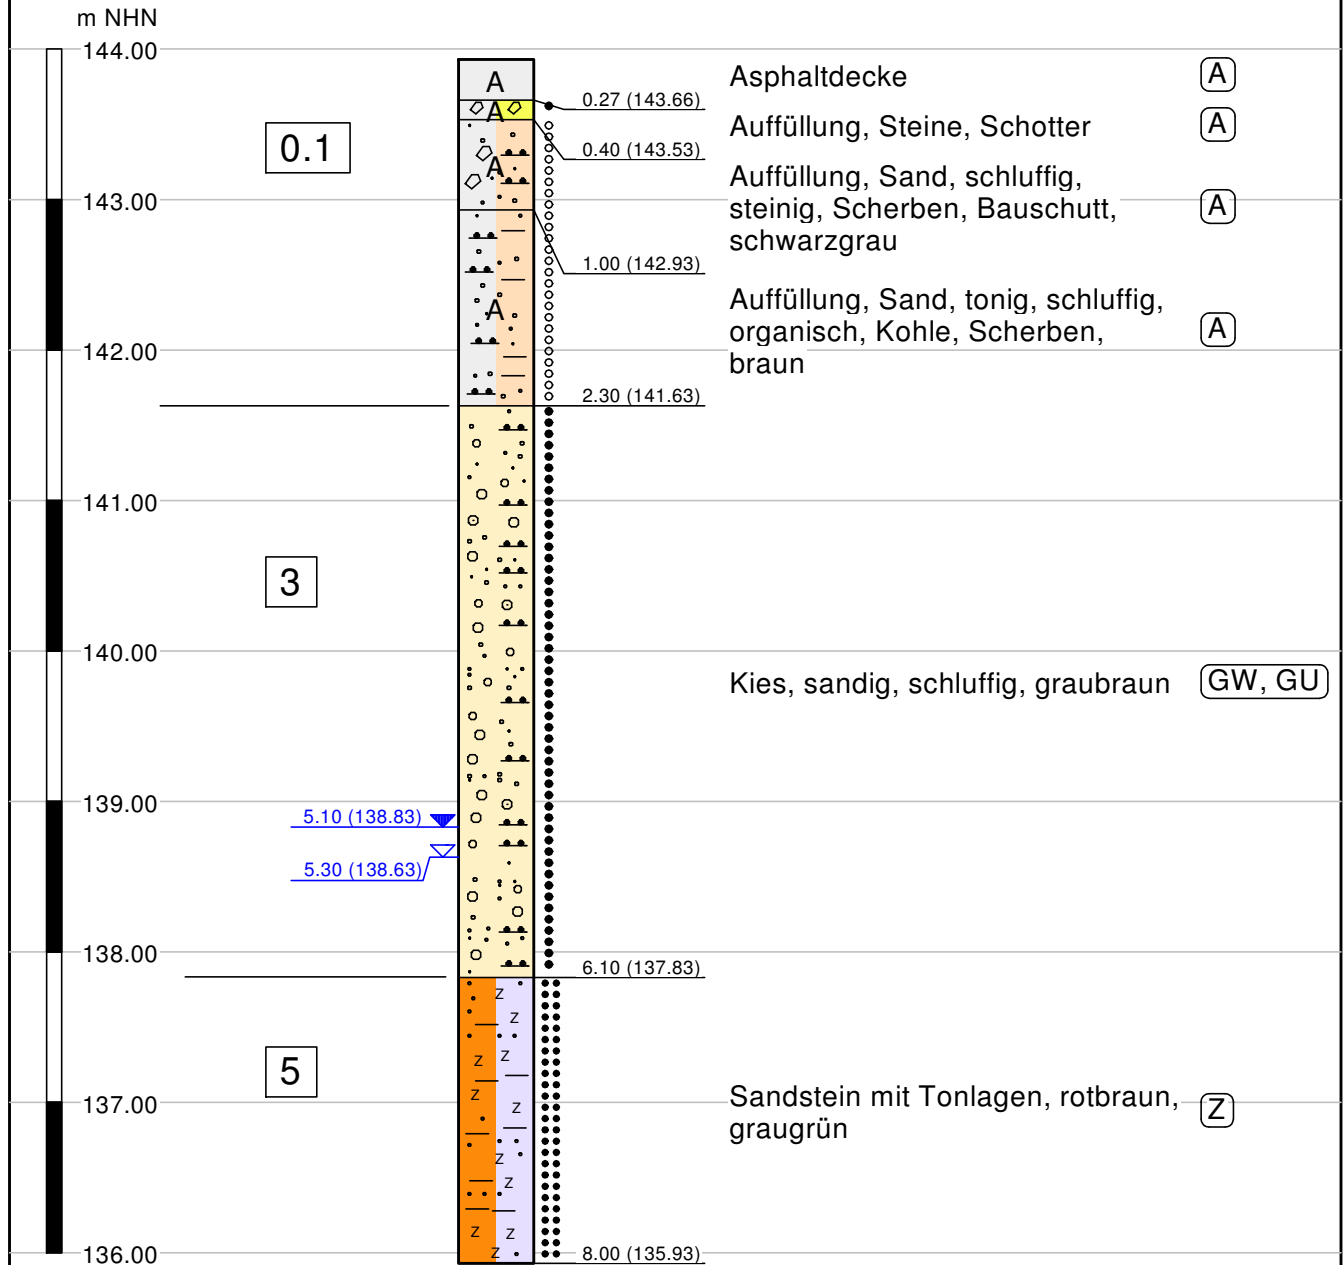 m NHN
144.00
A
Asphaltdecke A
0.27 (143.66)
A
Auffüllung, Steine, Schotter A
0.1
0.40 (143.53)
A
Auffüllung, Sand, schluffig,
steinig, Scherben, Bauschutt, A
schwarzgrau
143.00
1.00 (142.93)
A
Auffüllung, Sand, tonig, schluffig,
organisch, Kohle, Scherben, A
braun
142.00
2.30 (141.63)
141.00
3
140.00
Kies, sandig, schluffig, graubraun GW, GU
139.00
5.10 (138.83)
5.30 (138.63)
138.00
6.10 (137.83)
z
z
z z
5
z
137.00
Sandstein mit Tonlagen, rotbraun, Z
graugrün
z
z
z
z z
z
136.00
8.00 (135.93)